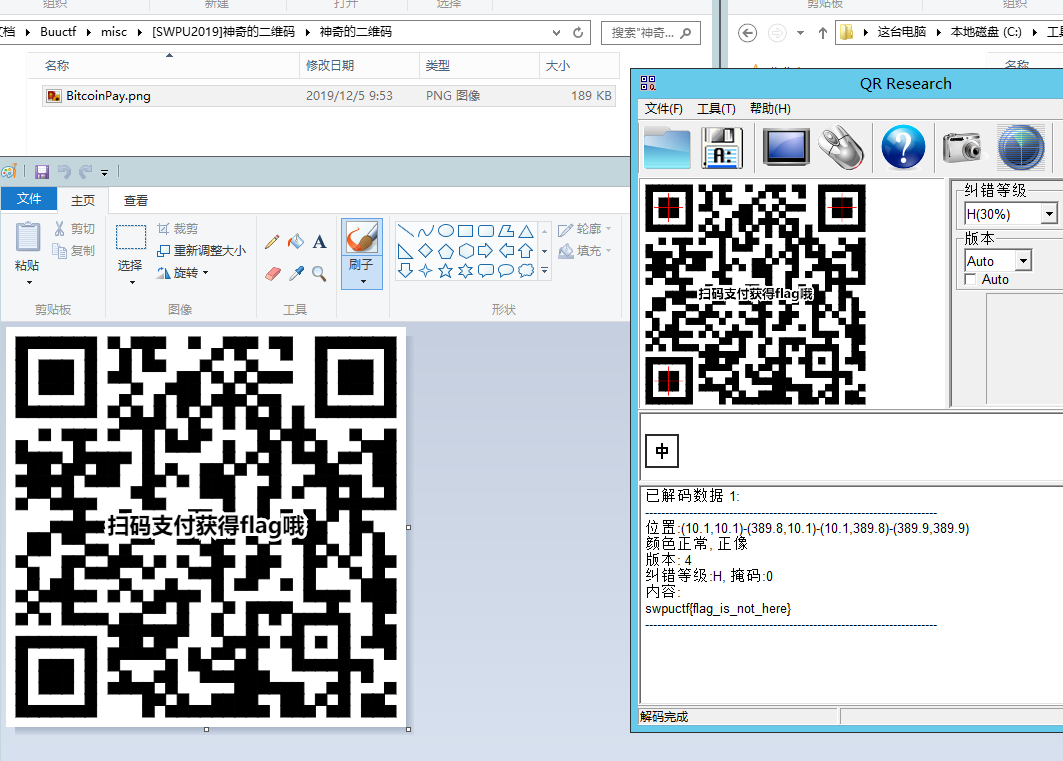 组织 新建 打开 选择 剪贴板 组织
文档 Buuctf misc [SWPU2019]神奇的二维码 神奇的二维码 搜索"神奇... 这台电脑 本地磁盘 (C:)
名称 修改日期 类型 大小 名称
BitcoinPay.png 2019/12/5 9:53 PNG 图像 189 KB
文件 主页 查看
粘贴 剪切 复制
选择 裁剪 重新调整大小 旋转
刷子
轮廓 填充
剪贴板 图像 工具 形状
扫码支付获得flag哦
QR Research
文件(F) 工具(T) 帮助(H)
A:
?
纠错等级
H(30%)
版本
Auto
Auto
扫码支付获得flag哦
中
已解码数据 1:
位置:(10.1,10.1)-(389.8,10.1)-(10.1,389.8)-(389.9,389.9)
颜色正常, 正像
版本: 4
纠错等级:H, 掩码:0
内容:
swpuctf{flag_is_not_here}
解码完成